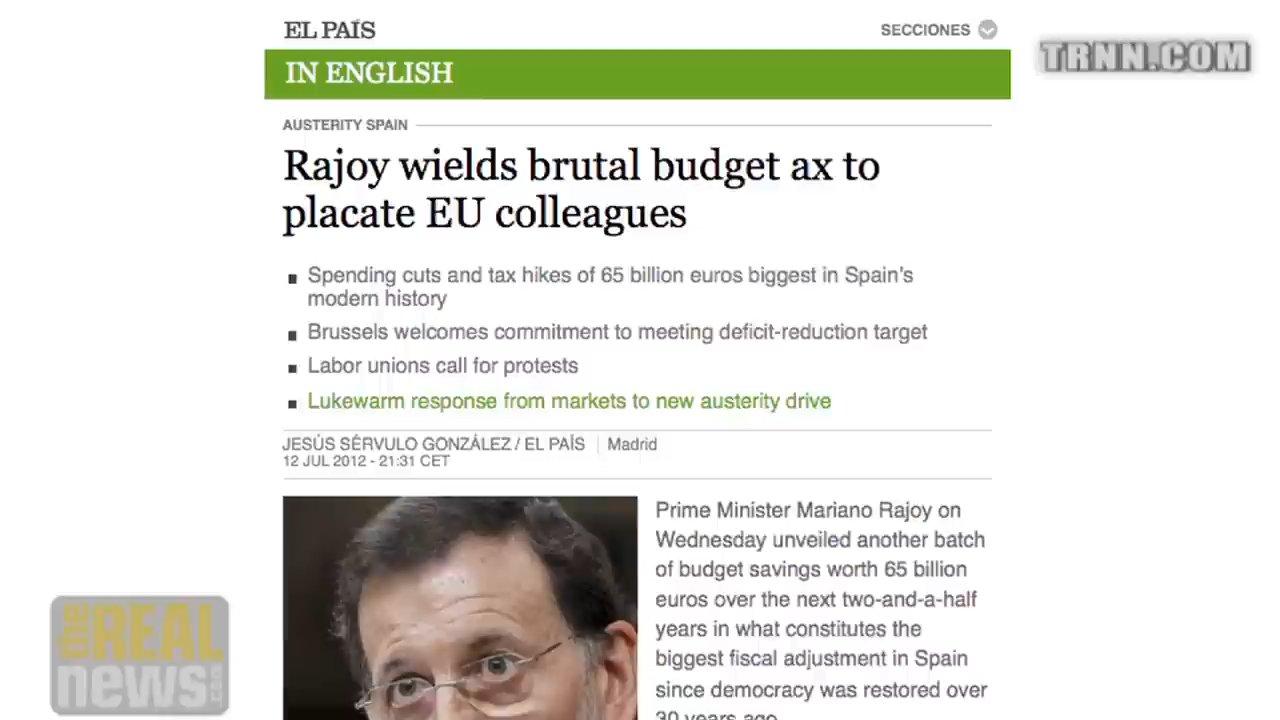 EL PAÍS
SECCIONES
TRNN.COM
IN ENGLISH
AUSTERITY SPAIN
Rajoy wields brutal budget ax to
placate EU colleagues
Spending cuts and tax hikes of 65 billion euros biggest in Spain's
modern history
Brussels welcomes commitment to meeting deficit-reduction target
Labor unions call for protests
Lukewarm response from markets to new austerity drive
JESÚS SÉRVULO GONZÁLEZ / EL PAÍS | Madrid
12 JUL 2012 - 21:31 CET
Prime Minister Mariano Rajoy on
Wednesday unveiled another batch
of budget savings worth 65 billion
euros over the next two-and-a-half
years in what constitutes the
biggest fiscal adjustment in Spain
since democracy was restored over
30 years ago
the REAL
news.com